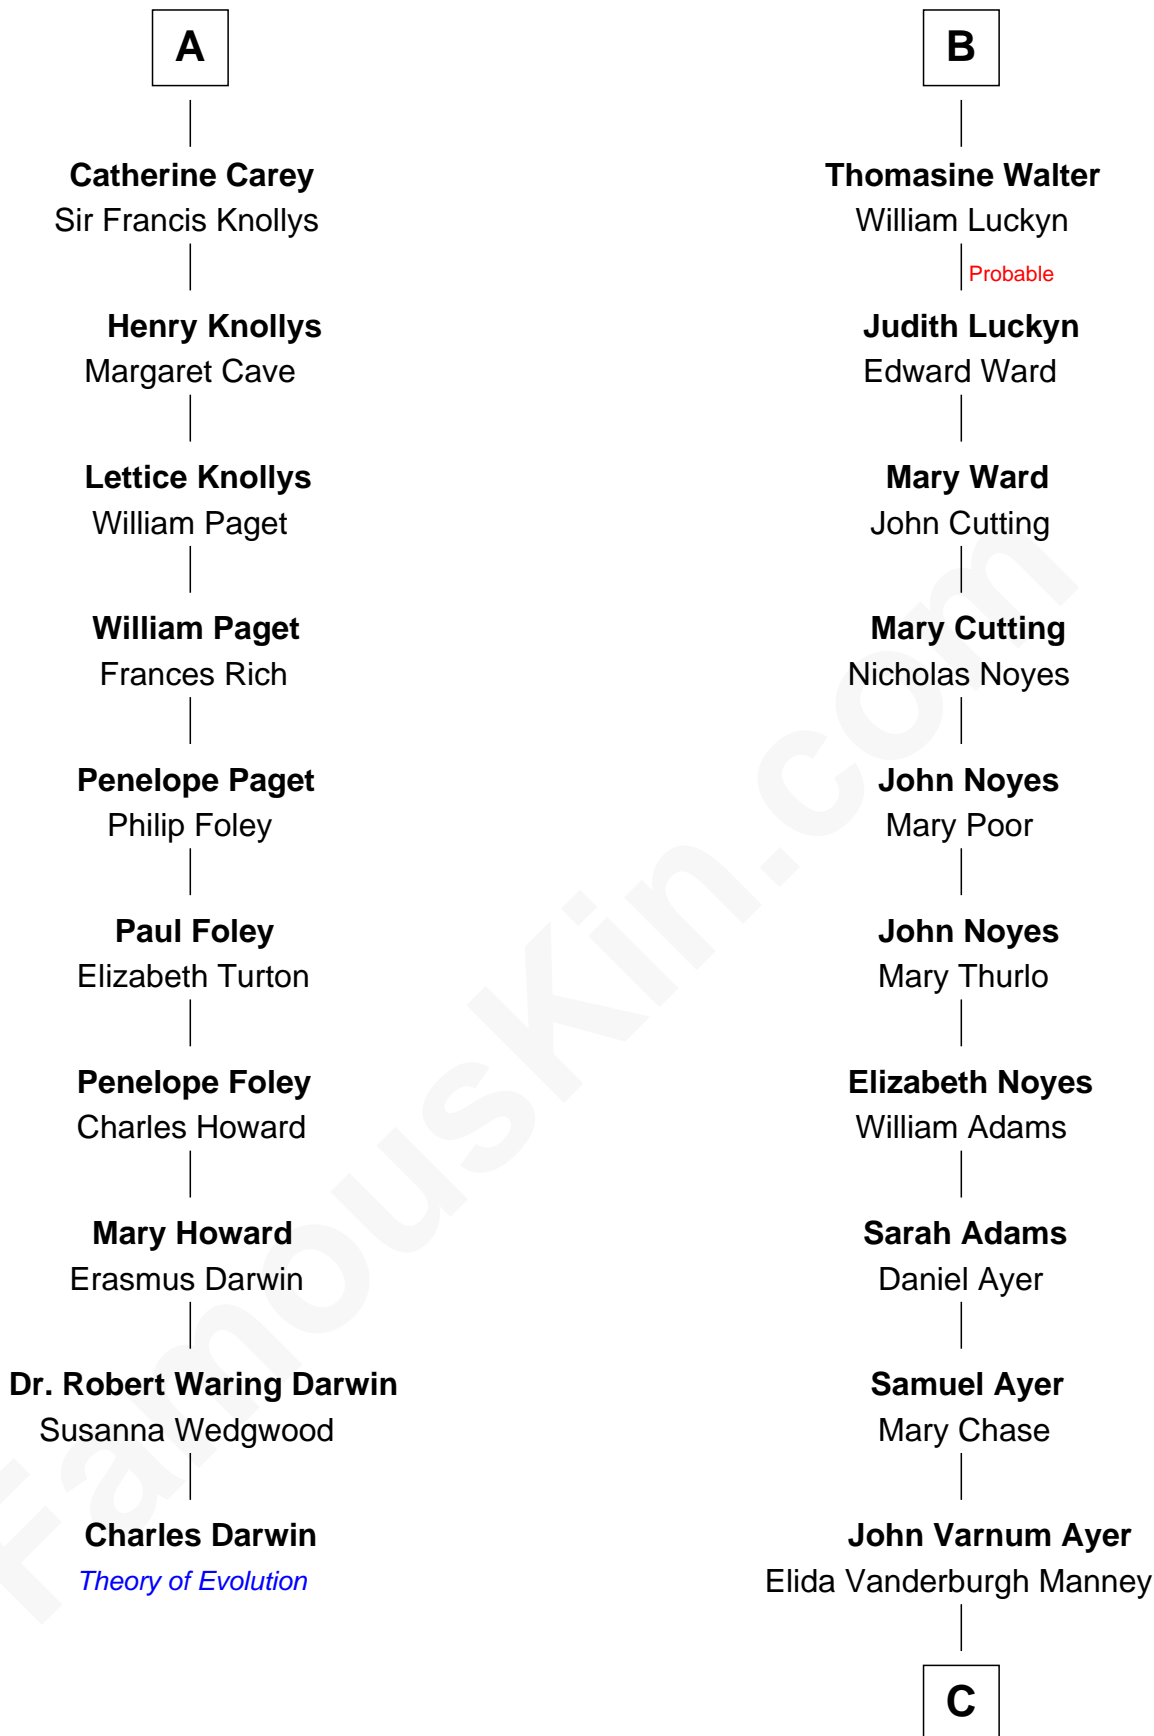 A
Catherine Carey
Sir Francis Knollys
Henry Knollys
Margaret Cave
Lettice Knollys
William Paget
William Paget
Frances Rich
Penelope Paget
Philip Foley
Paul Foley
Elizabeth Turton
Penelope Foley
Charles Howard
Mary Howard
Erasmus Darwin
Dr. Robert Waring Darwin
Susanna Wedgwood
Charles Darwin
Theory of Evolution
B
Thomasine Walter
William Luckyn
Probable
Judith Luckyn
Edward Ward
Mary Ward
John Cutting
Mary Cutting
Nicholas Noyes
John Noyes
Mary Poor
John Noyes
Mary Thurlo
Elizabeth Noyes
William Adams
Sarah Adams
Daniel Ayer
Samuel Ayer
Mary Chase
John Varnum Ayer
Elida Vanderburgh Manney
C
FamousKin.com